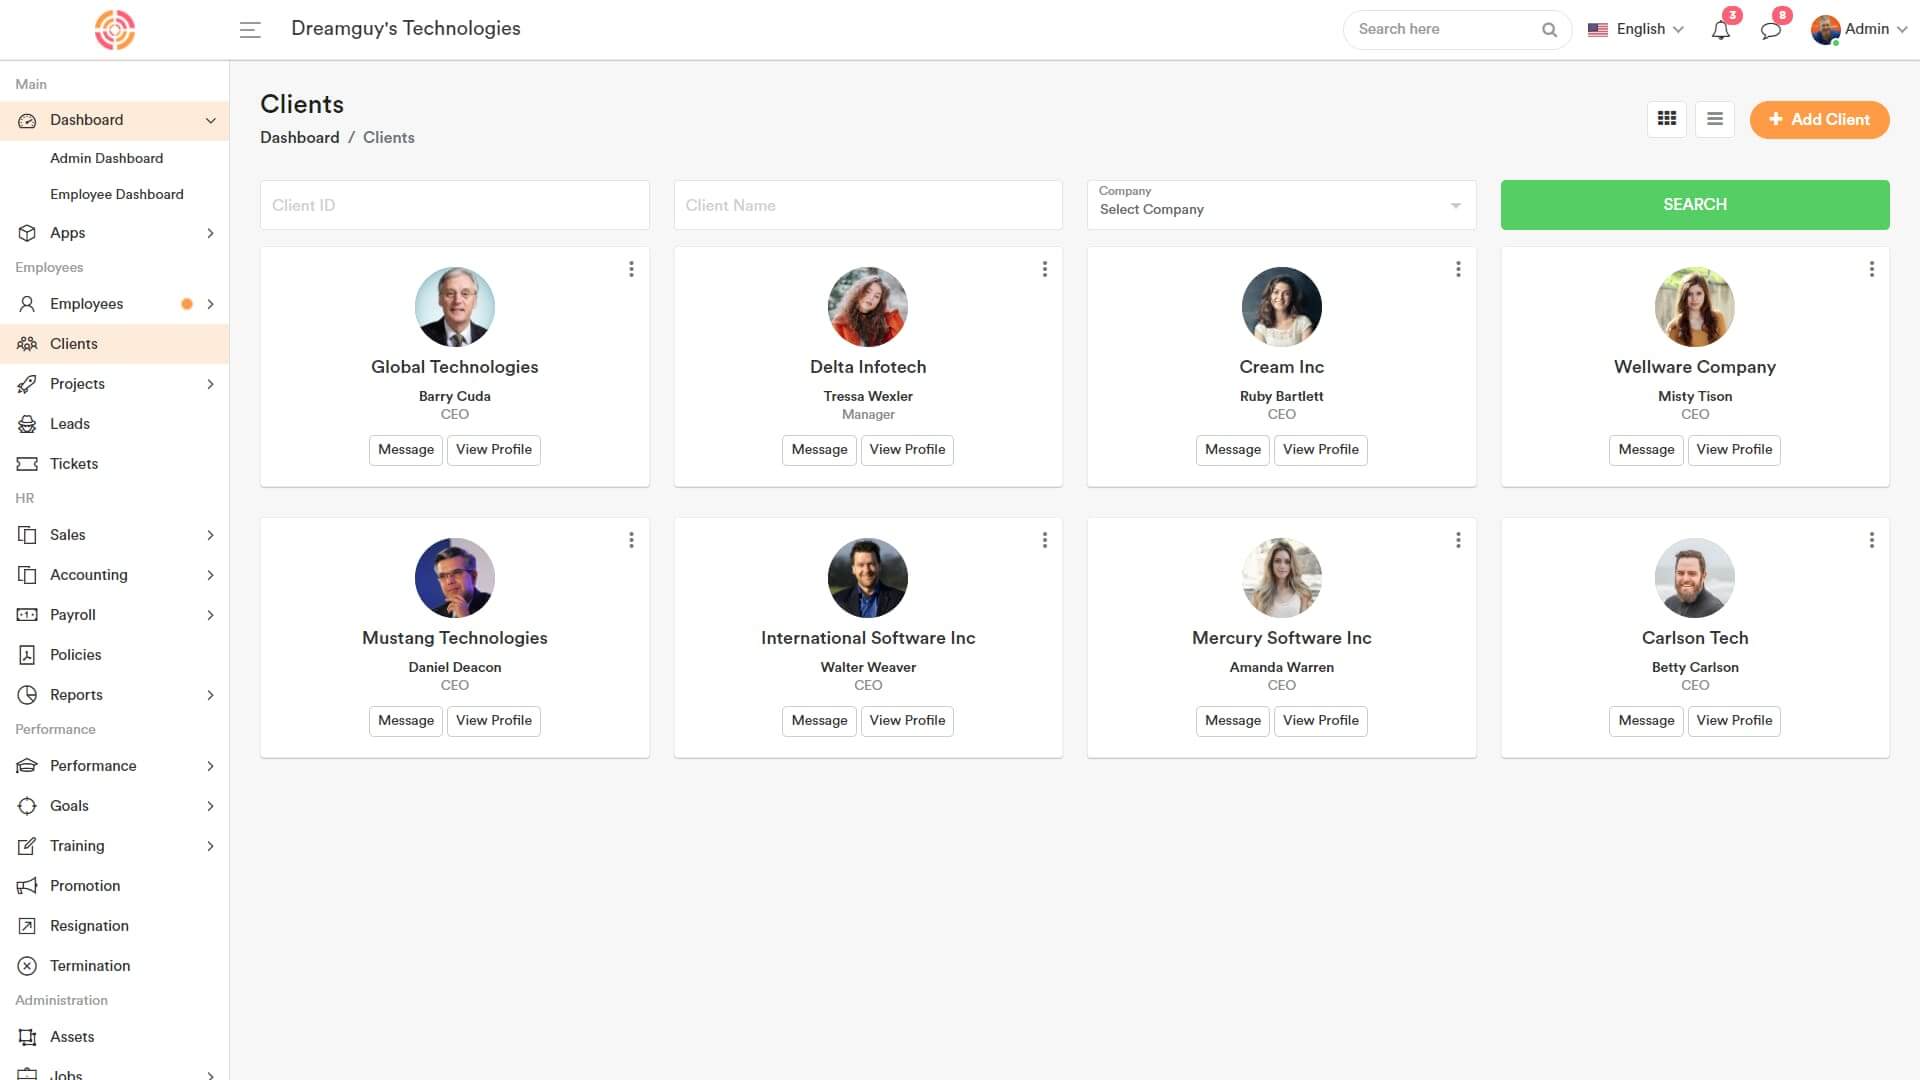 Dreamguy's Technologies
Search here
English
3
8
Admin
Main
Dashboard
Admin Dashboard
Employee Dashboard
Apps
Employees
Employees
Clients
Projects
Leads
Tickets
HR
Sales
Accounting
Payroll
Policies
Reports
Performance
Performance
Goals
Training
Promotion
Resignation
Termination
Administration
Assets
Jobs
Clients
Dashboard / Clients
+ Add Client
Client ID
Client Name
Company
Select Company
SEARCH
Global Technologies
Barry Cuda
CEO
Message View Profile
Delta Infotech
Tressa Wexler
Manager
Message View Profile
Cream Inc
Ruby Bartlett
CEO
Message View Profile
Wellware Company
Misty Tison
CEO
Message View Profile
Mustang Technologies
Daniel Deacon
CEO
Message View Profile
International Software Inc
Walter Weaver
CEO
Message View Profile
Mercury Software Inc
Amanda Warren
CEO
Message View Profile
Carlson Tech
Betty Carlson
CEO
Message View Profile